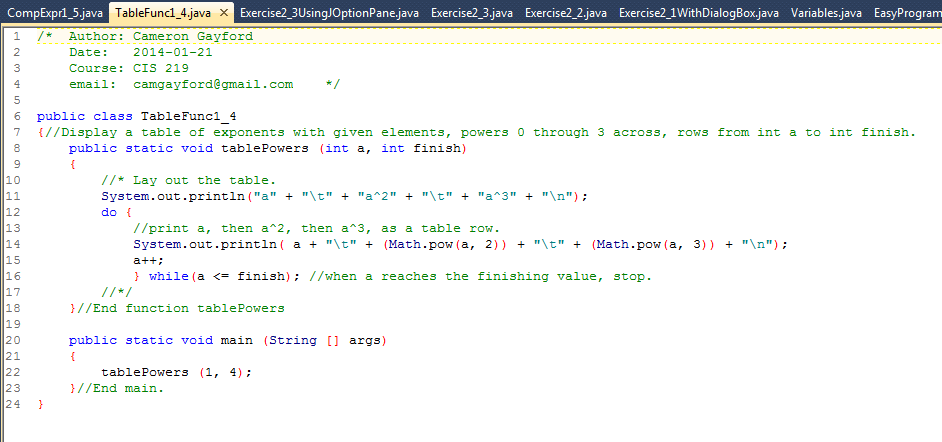 CompExpr1_5.java TableFunc1_4.java × Exercise2_3UsingJOptionPane.java Exercise2_3.java Exercise2_2.java Exercise2_1WithDialogBox.java Variables.java EasyProgram
1 /*  Author: Cameron Gayford
2     Date:   2014-01-21
3     Course: CIS 219
4     email:  camgayford@gmail.com    */
5
6 public class TableFunc1_4
7 {//Display a table of exponents with given elements, powers 0 through 3 across, rows from int a to int finish.
8     public static void tablePowers (int a, int finish)
9     {
10         //* Lay out the table.
11         System.out.println("a" + "\t" + "a^2" + "\t" + "a^3" + "\n");
12         do {
13             //print a, then a^2, then a^3, as a table row.
14             System.out.println( a + "\t" + (Math.pow(a, 2)) + "\t" + (Math.pow(a, 3)) + "\n");
15             a++;
16             } while(a <= finish); //when a reaches the finishing value, stop.
17         //*/
18     }//End function tablePowers
19
20     public static void main (String [] args)
21     {
22         tablePowers (1, 4);
23     }//End main.
24 }